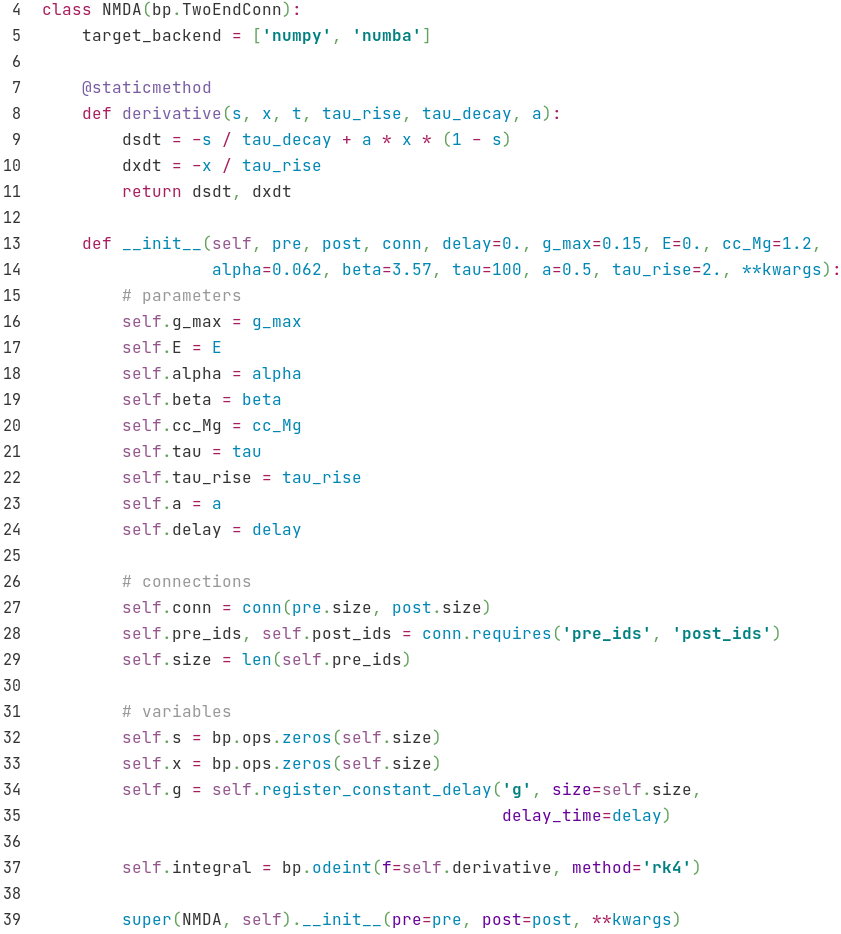 4 class NMDA(bp.TwoEndConn):
5     target_backend = ['numpy', 'numba']
6
7     @staticmethod
8     def derivative(s, x, t, tau_rise, tau_decay, a):
9         dsdt = -s / tau_decay + a * x * (1 - s)
10         dxdt = -x / tau_rise
11         return dsdt, dxdt
12
13     def __init__(self, pre, post, conn, delay=0., g_max=0.15, E=0., cc_Mg=1.2,
14                  alpha=0.062, beta=3.57, tau=100, a=0.5, tau_rise=2., **kwargs):
15         # parameters
16         self.g_max = g_max
17         self.E = E
18         self.alpha = alpha
19         self.beta = beta
20         self.cc_Mg = cc_Mg
21         self.tau = tau
22         self.tau_rise = tau_rise
23         self.a = a
24         self.delay = delay
25
26         # connections
27         self.conn = conn(pre.size, post.size)
28         self.pre_ids, self.post_ids = conn.requires('pre_ids', 'post_ids')
29         self.size = len(self.pre_ids)
30
31         # variables
32         self.s = bp.ops.zeros(self.size)
33         self.x = bp.ops.zeros(self.size)
34         self.g = self.register_constant_delay('g', size=self.size,
35                                               delay_time=delay)
36
37         self.integral = bp.odeint(f=self.derivative, method='rk4')
38
39         super(NMDA, self).__init__(pre=pre, post=post, **kwargs)